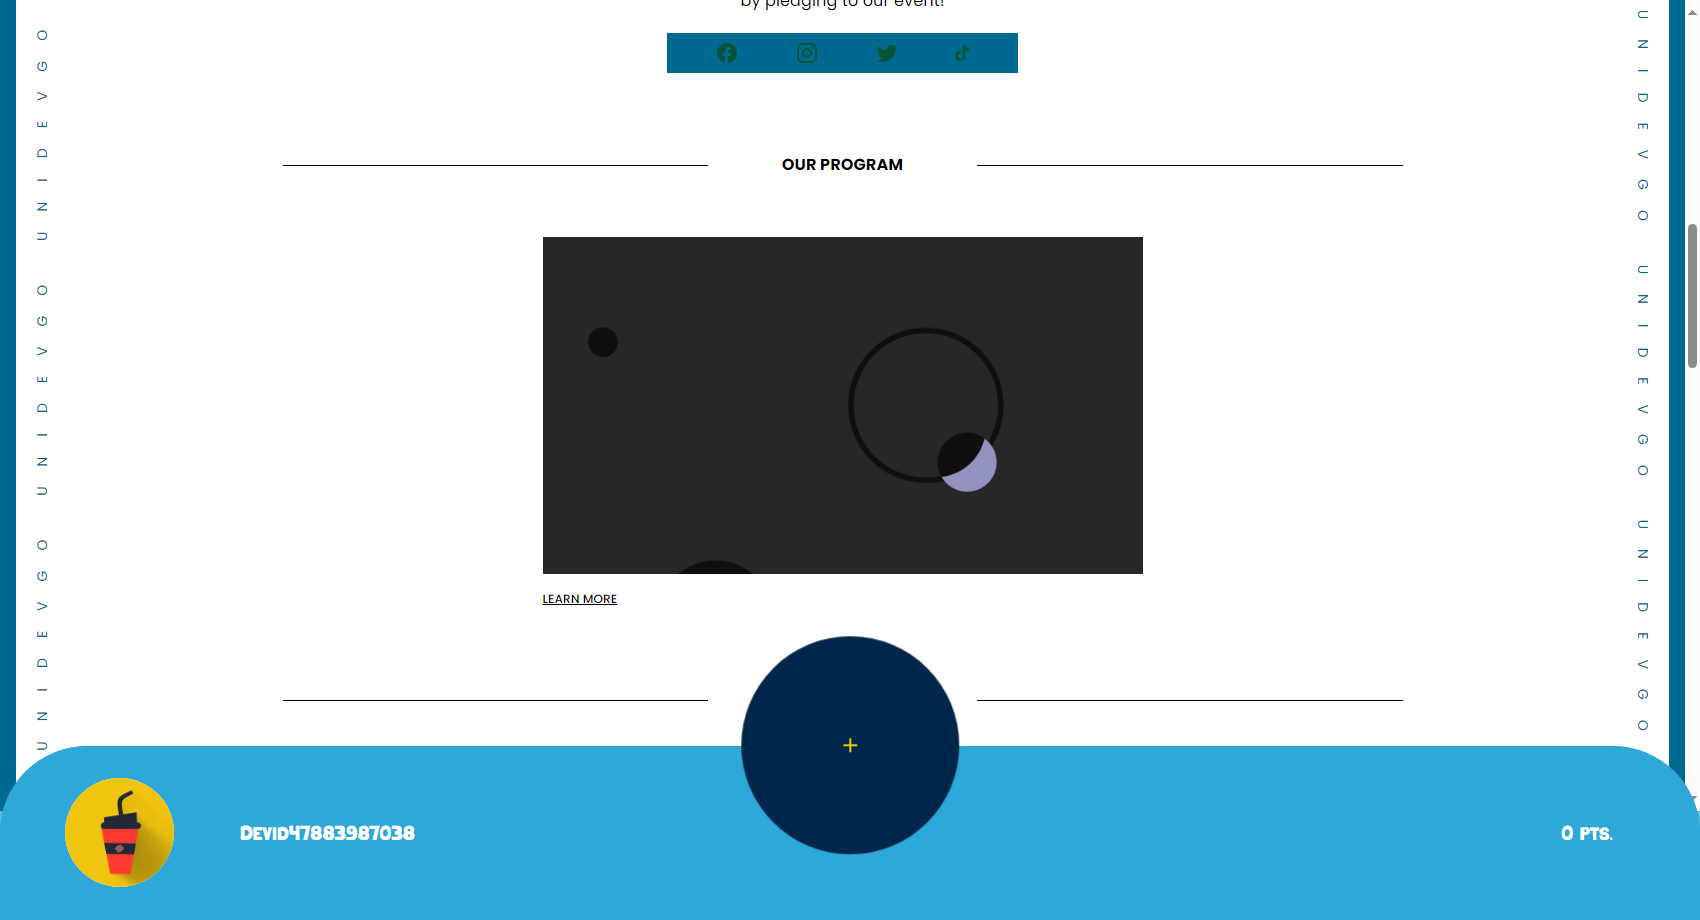 by pledging to our event!
OUR PROGRAM
LEARN MORE
UNIDEVGO UNIDEVGO UNIDEVGO
UNIDEVGO UNIDEVGO UNIDEVGO
+
Devid47883987038
0 pts.